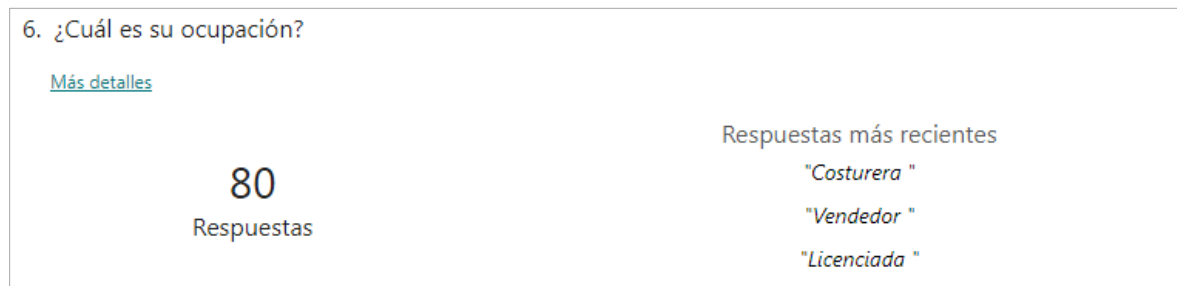 6. ¿Cuál es su ocupación?
Más detalles
80
Respuestas
Respuestas más recientes
"Costurera "
"Vendedor "
"Licenciada "